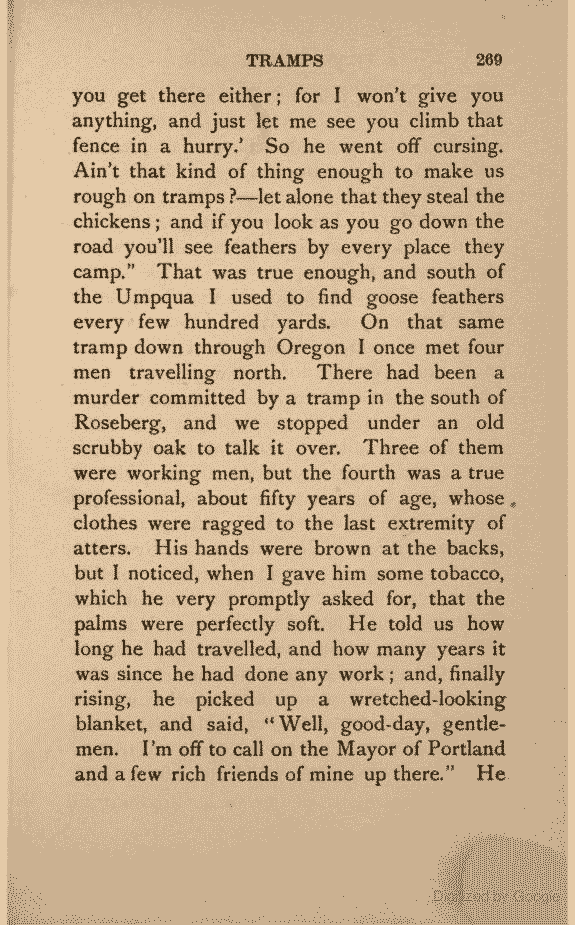 TRAMPS 269
you get there either; for I won't give you
anything, and just let me see you climb that
fence in a hurry.' So he went off cursing.
Ain't that kind of thing enough to make us
rough on tramps?—let alone that they steal the
chickens; and if you look as you go down the
road you'll see feathers by every place they
camp." That was true enough, and south of
the Umpqua I used to find goose feathers
every few hundred yards. On that same
tramp down through Oregon I once met four
men travelling north. There had been a
murder committed by a tramp in the south of
Roseberg, and we stopped under an old
scrubby oak to talk it over. Three of them
were working men, but the fourth was a true
professional, about fifty years of age, whose
clothes were ragged to the last extremity of
atters. His hands were brown at the backs,
but I noticed, when I gave him some tobacco,
which he very promptly asked for, that the
palms were perfectly soft. He told us how
long he had travelled, and how many years it
was since he had done any work; and, finally
rising, he picked up a wretched-looking
blanket, and said, "Well, good-day, gentle-
men. I'm off to call on the Mayor of Portland
and a few rich friends of mine up there." He
Digitized by Google